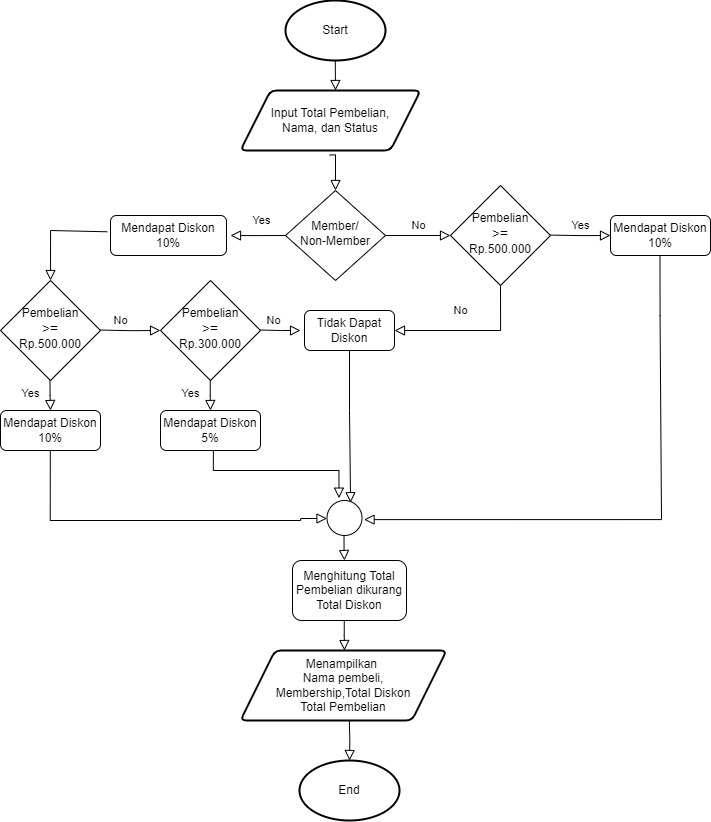 Start
Input Total Pembelian,
Nama, dan Status
Member/
Non-Member
Yes
No
Mendapat Diskon
10%
Pembelian
>=
Rp.500.000
Yes
Mendapat Diskon
10%
No
Pembelian
>=
Rp.500.000
No
Pembelian
>=
Rp.300.000
No
Tidak Dapat
Diskon
Yes
Mendapat Diskon
10%
Yes
Mendapat Diskon
5%
Menghitung Total
Pembelian dikurang
Total Diskon
Menampilkan
Nama pembeli,
Membership,Total Diskon
Total Pembelian
End